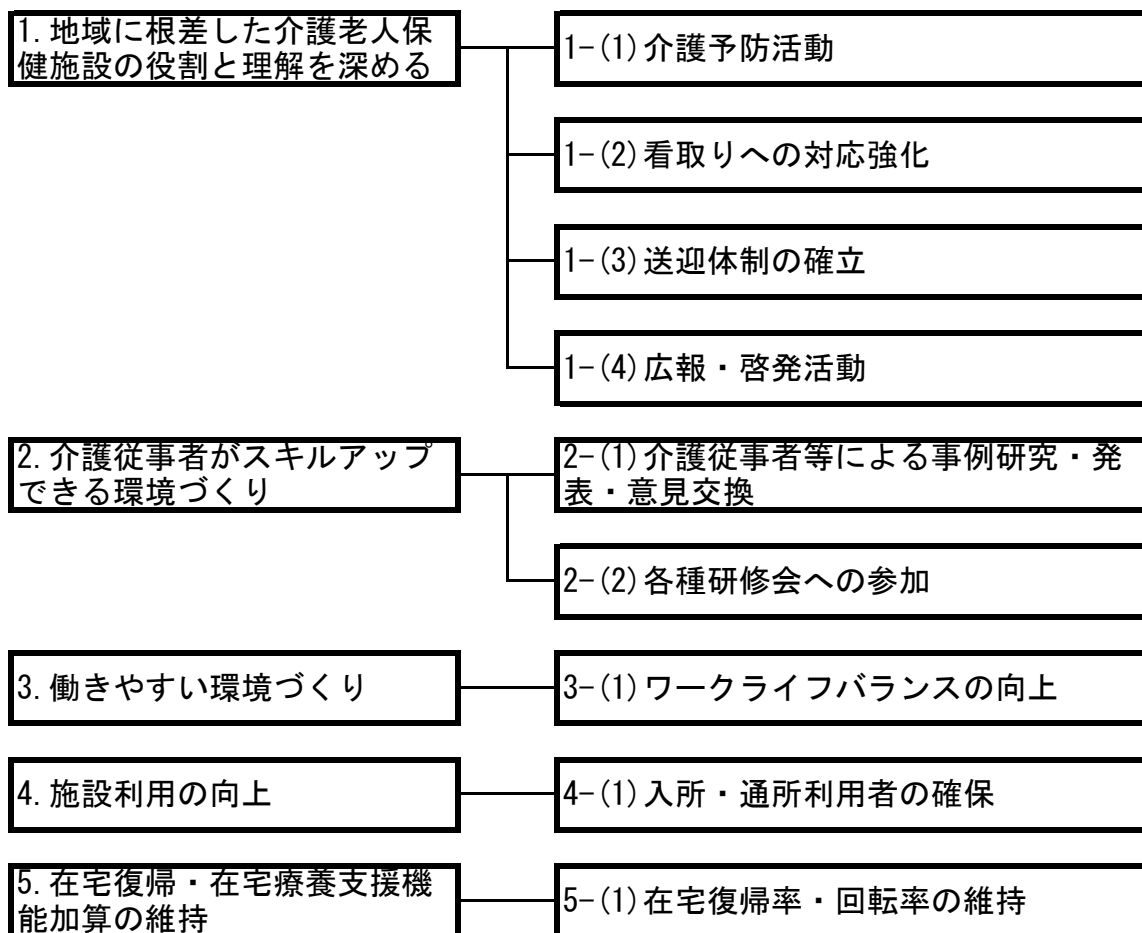 1.地域に根差した介護老人保
健施設の役割と理解を深める
1-(1)介護予防活動
1-(2)看取りへの対応強化
1-(3)送迎体制の確立
1-(4)広報・啓発活動
2.介護従事者がスキルアップ
できる環境づくり
2-(1)介護従事者等による事例研究・発
表・意見交換
2-(2)各種研修会への参加
3.働きやすい環境づくり
3-(1)ワークライフバランスの向上
4.施設利用の向上
4-(1)入所・通所利用者の確保
5.在宅復帰・在宅療養支援機
能加算の維持
5-(1)在宅復帰率・回転率の維持